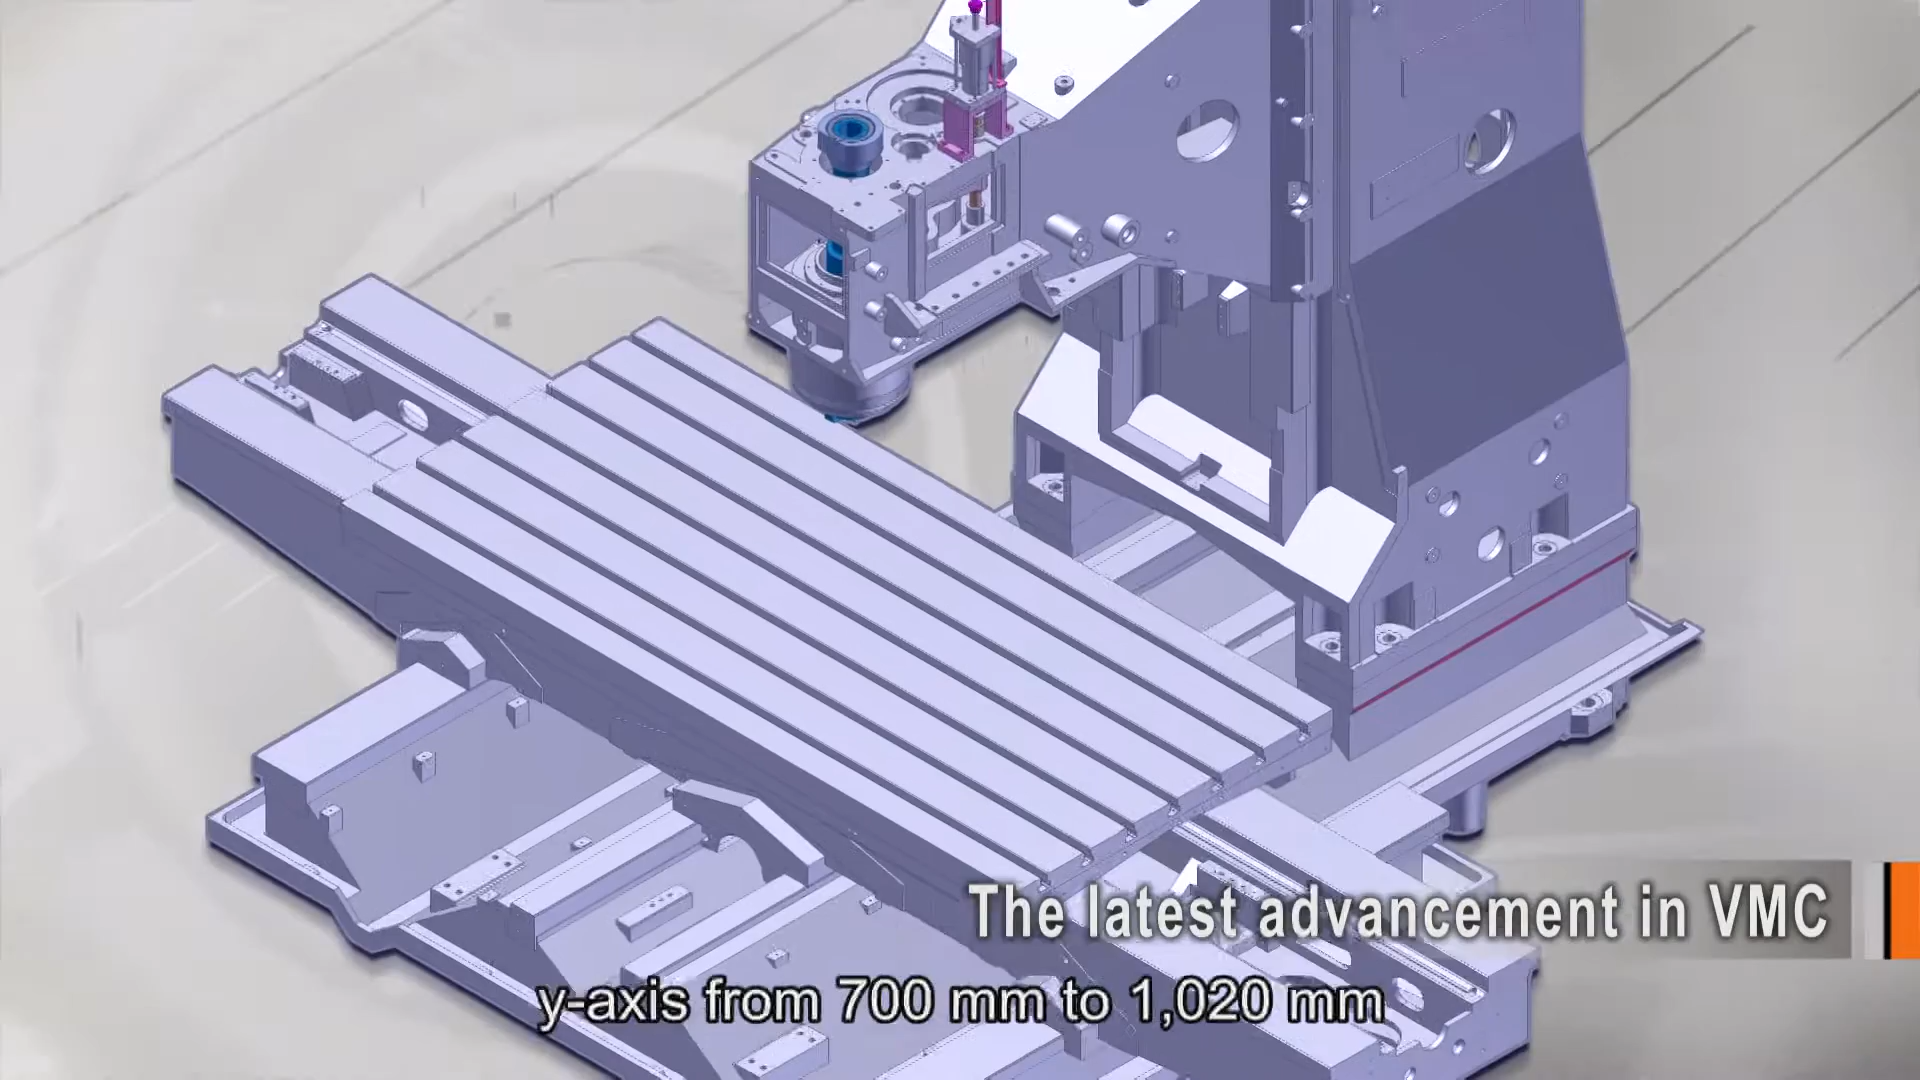 The latest advancement in VMC
y-axis from 700 mm to 1,020 mm